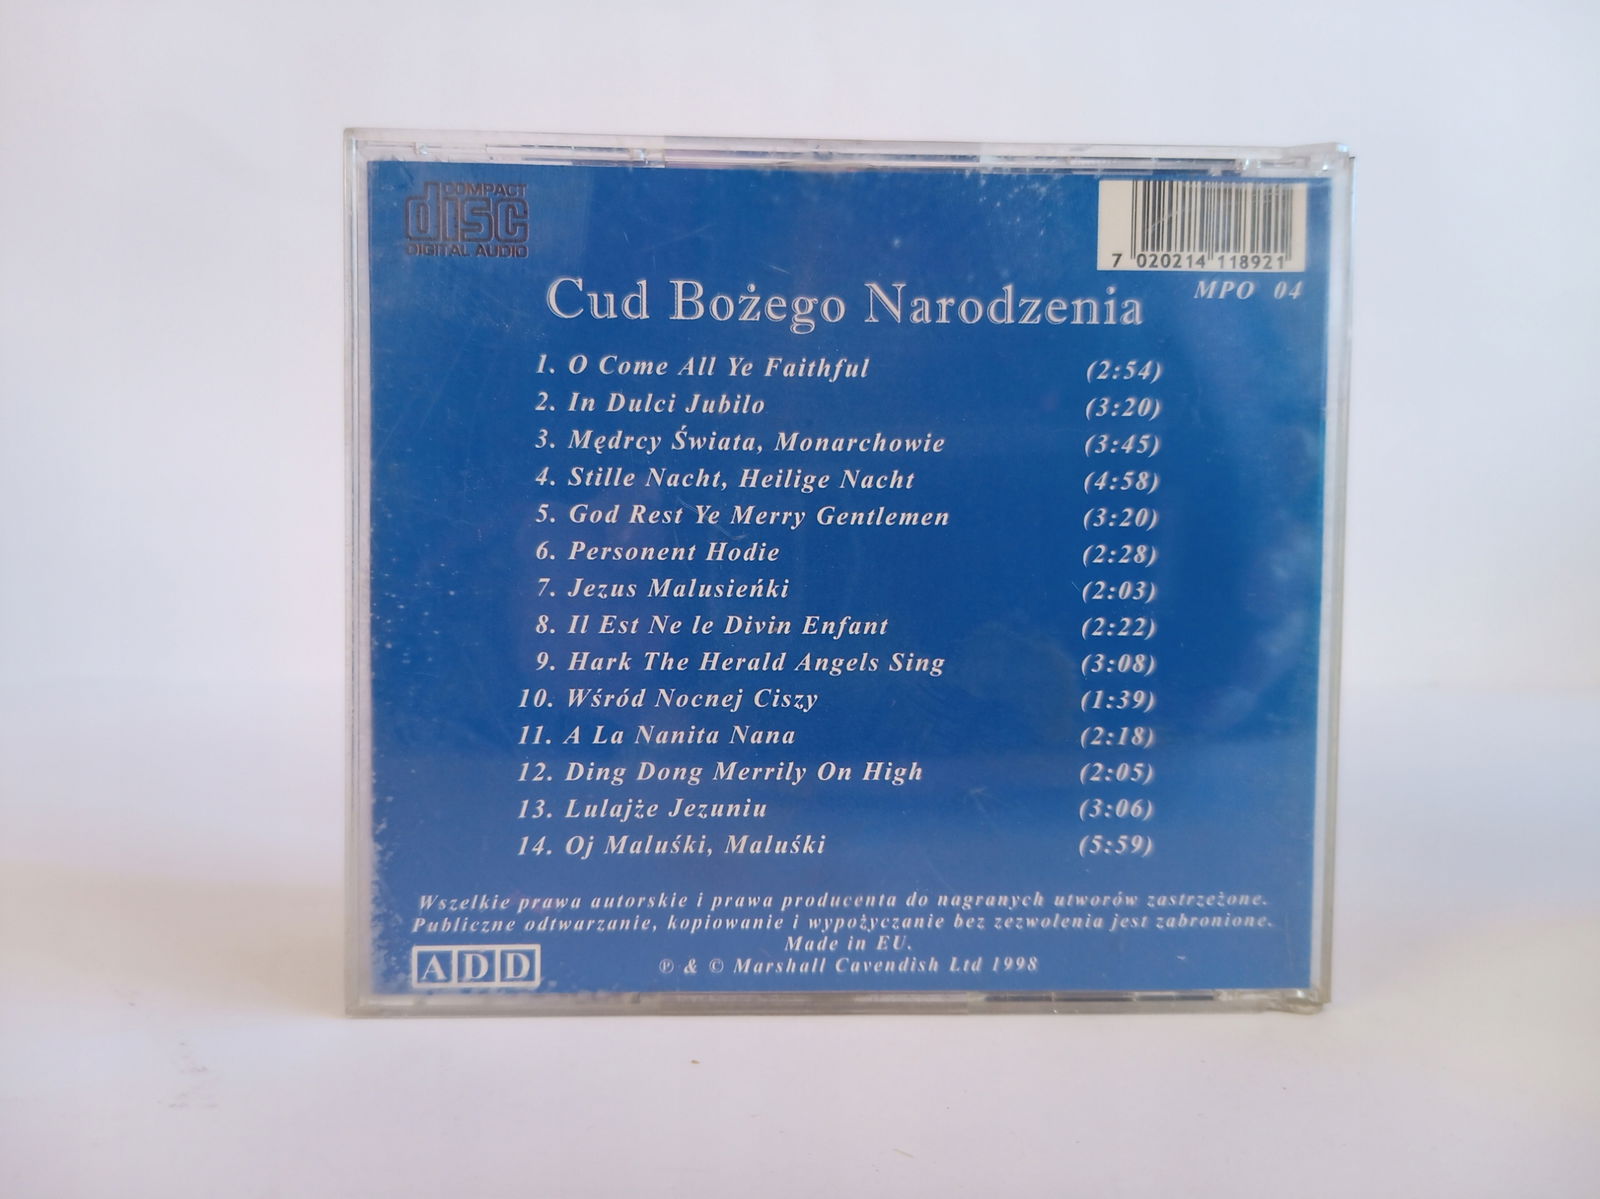 COMPACT
disc
DIGITAL AUDIO
7 020214 118921
MPO 04
Cud Bożego Narodzenia
1. O Come All Ye Faithful (2:54)
2. In Dulci Jubilo (3:20)
3. Mędrcy Świata, Monarchowie (3:45)
4. Stille Nacht, Heilige Nacht (4:58)
5. God Rest Ye Merry Gentlemen (3:20)
6. Personent Hodie (2:28)
7. Jezus Malusieńki (2:03)
8. Il Est Ne le Divin Enfant (2:22)
9. Hark The Herald Angels Sing (3:08)
10. Wśród Nocnej Ciszy (1:39)
11. A La Nanita Nana (2:18)
12. Ding Dong Merrily On High (2:05)
13. Lulajże Jezuniu (3:06)
14. Oj Maluśki, Maluśki (5:59)
Wszelkie prawa autorskie i prawa producenta do nagranych utworów zastrzeżone.
Publiczne odtwarzanie, kopiowanie i wypożyczanie bez zezwolenia jest zabronione.
Made in EU.
ADD
℗ & © Marshall Cavendish Ltd 1998